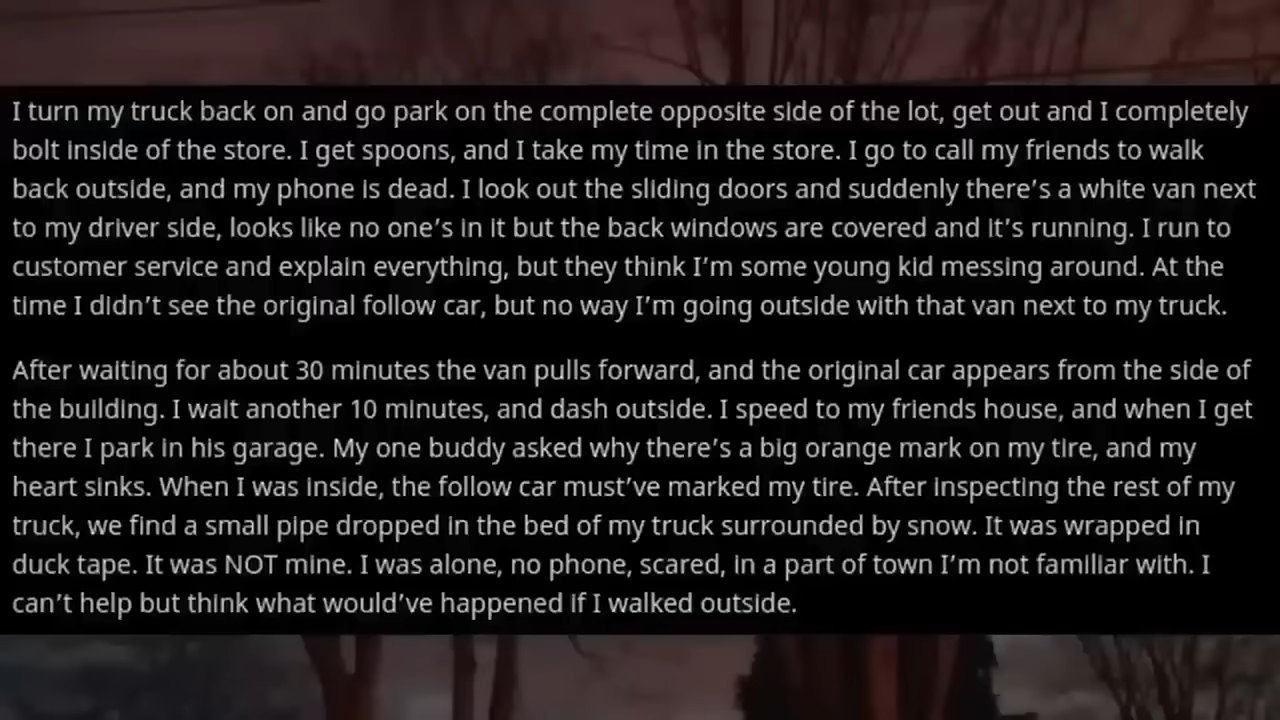 I turn my truck back on and go park on the complete opposite side of the lot, get out and I completely
bolt inside of the store. I get spoons, and I take my time in the store. I go to call my friends to walk
back outside, and my phone is dead. I look out the sliding doors and suddenly there's a white van next
to my driver side, looks like no one's in it but the back windows are covered and it's running. I run to
customer service and explain everything, but they think I'm some young kid messing around. At the
time I didn't see the original follow car, but no way I'm going outside with that van next to my truck.
After waiting for about 30 minutes the van pulls forward, and the original car appears from the side of
the building. I wait another 10 minutes, and dash outside. I speed to my friends house, and when I get
there I park in his garage. My one buddy asked why there's a big orange mark on my tire, and my
heart sinks. When I was inside, the follow car must've marked my tire. After inspecting the rest of my
truck, we find a small pipe dropped in the bed of my truck surrounded by snow. It was wrapped in
duck tape. It was NOT mine. I was alone, no phone, scared, in a part of town I'm not familiar with. I
can't help but think what would've happened if I walked outside.